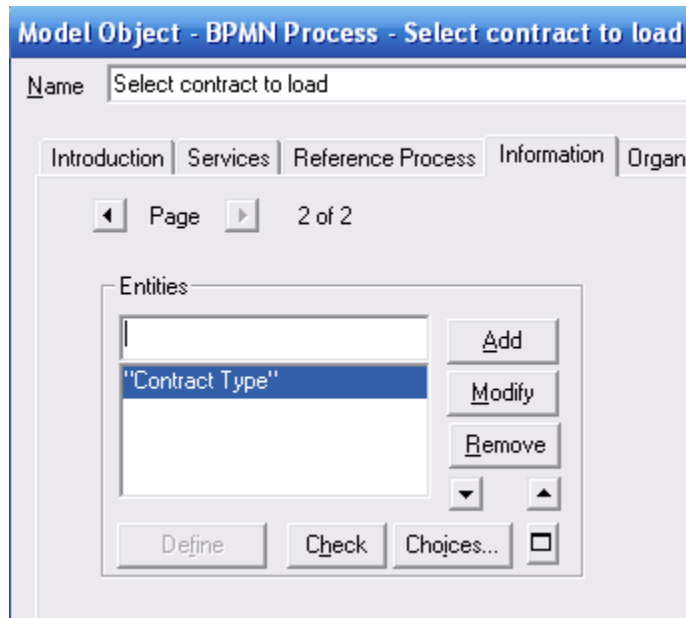 Model Object - BPMN Process - Select contract to load
Name Select contract to load
Introduction Services Reference Process Information Organ
Page 2 of 2
Entities
Add
"Contract Type"
Modify
Remove
Define Check Choices...